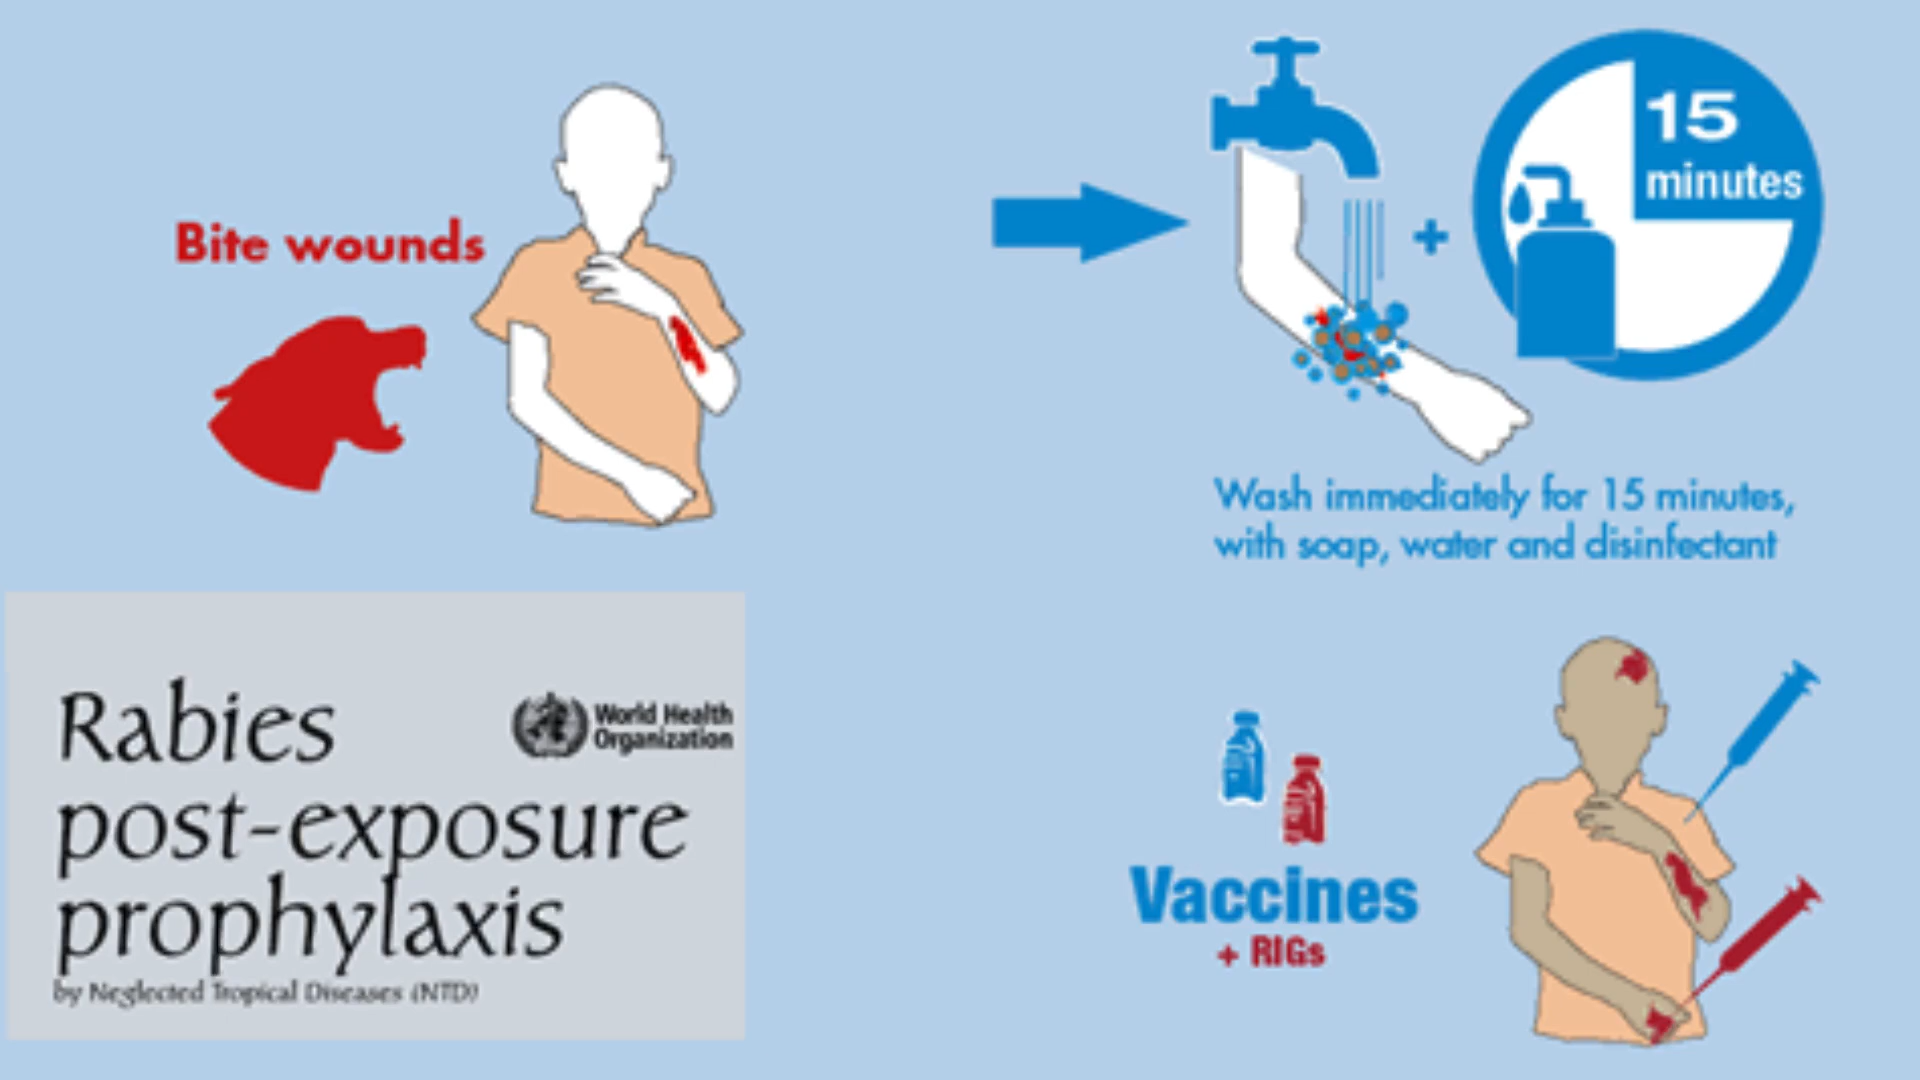 Bite wounds
15
minutes
Wash immediately for 15 minutes,
with soap, water and disinfectant
Rabies
post-exposure
prophylaxis
by Neglected Tropical Diseases (NTD)
World Health
Organization
Vaccines
+ RIGs